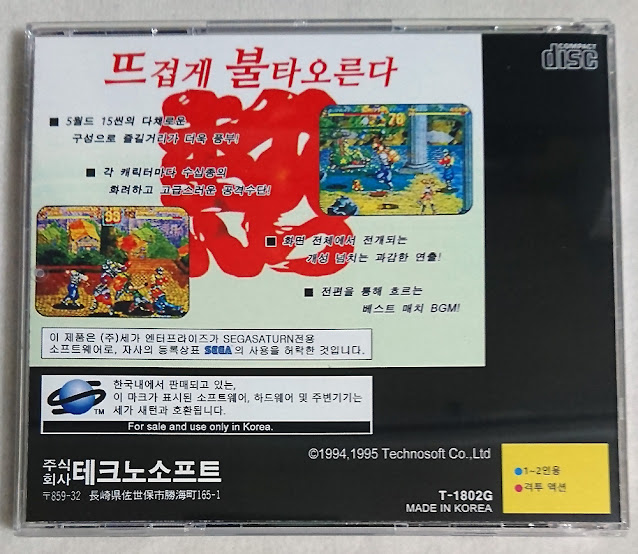 COMPACT
disc
뜨겁게 불타오른다
■ 5월드 15씬의 다채로운
구성으로 즐길거리가 더욱 풍부!
■ 각 캐릭터마다 수십종의
화려하고 고급스러운 공격수단!
78
99
■ 화면 전체에서 전개되는
개성 넘치는 과감한 연출!
■ 전편을 통해 흐르는
베스트 매치 BGM!
이 제품은 (주)세가 엔터프라이즈가 SEGASATURN전용
소프트웨어로, 자사의 등록상표 SEGA 의 사용을 허락한 것입니다.
한국내에서 판매되고 있는,
이 마크가 표시된 소프트웨어, 하드웨어 및 주변기기는
세가 새턴과 호환됩니다.
TM
For sale and use only in Korea.
주식회사 테크노소프트
〒859-32 長崎県佐世保市勝海町165-1
©1994,1995 Technosoft Co.,Ltd
T-1802G
MADE IN KOREA
●1~2인용
●격투 액션